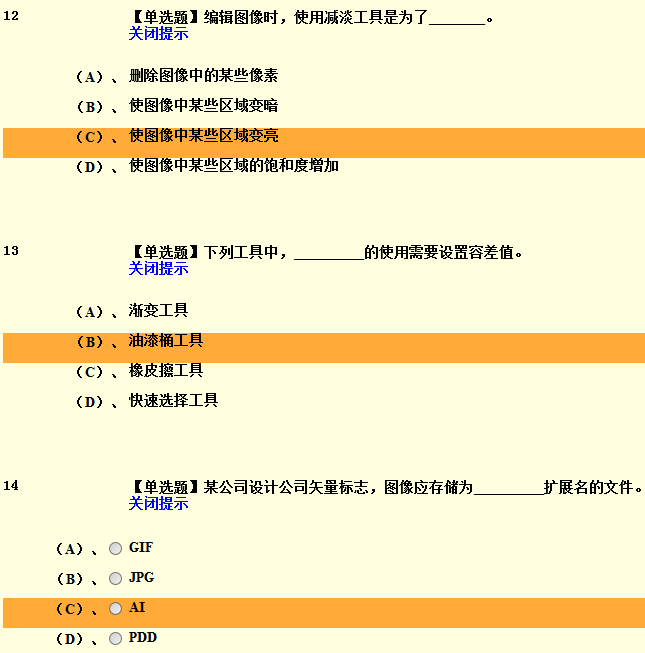 12 【单选题】编辑图像时，使用减淡工具是为了_______。
关闭提示
（A）、 删除图像中的某些像素
（B）、 使图像中某些区域变暗
（C）、 使图像中某些区域变亮
（D）、 使图像中某些区域的饱和度增加
13 【单选题】下列工具中，_________的使用需要设置容差值。
关闭提示
（A）、 渐变工具
（B）、 油漆桶工具
（C）、 橡皮擦工具
（D）、 快速选择工具
14 【单选题】某公司设计公司矢量标志，图像应存储为_________扩展名的文件。
关闭提示
（A）、 GIF
（B）、 JPG
（C）、 AI
（D）、 PDD